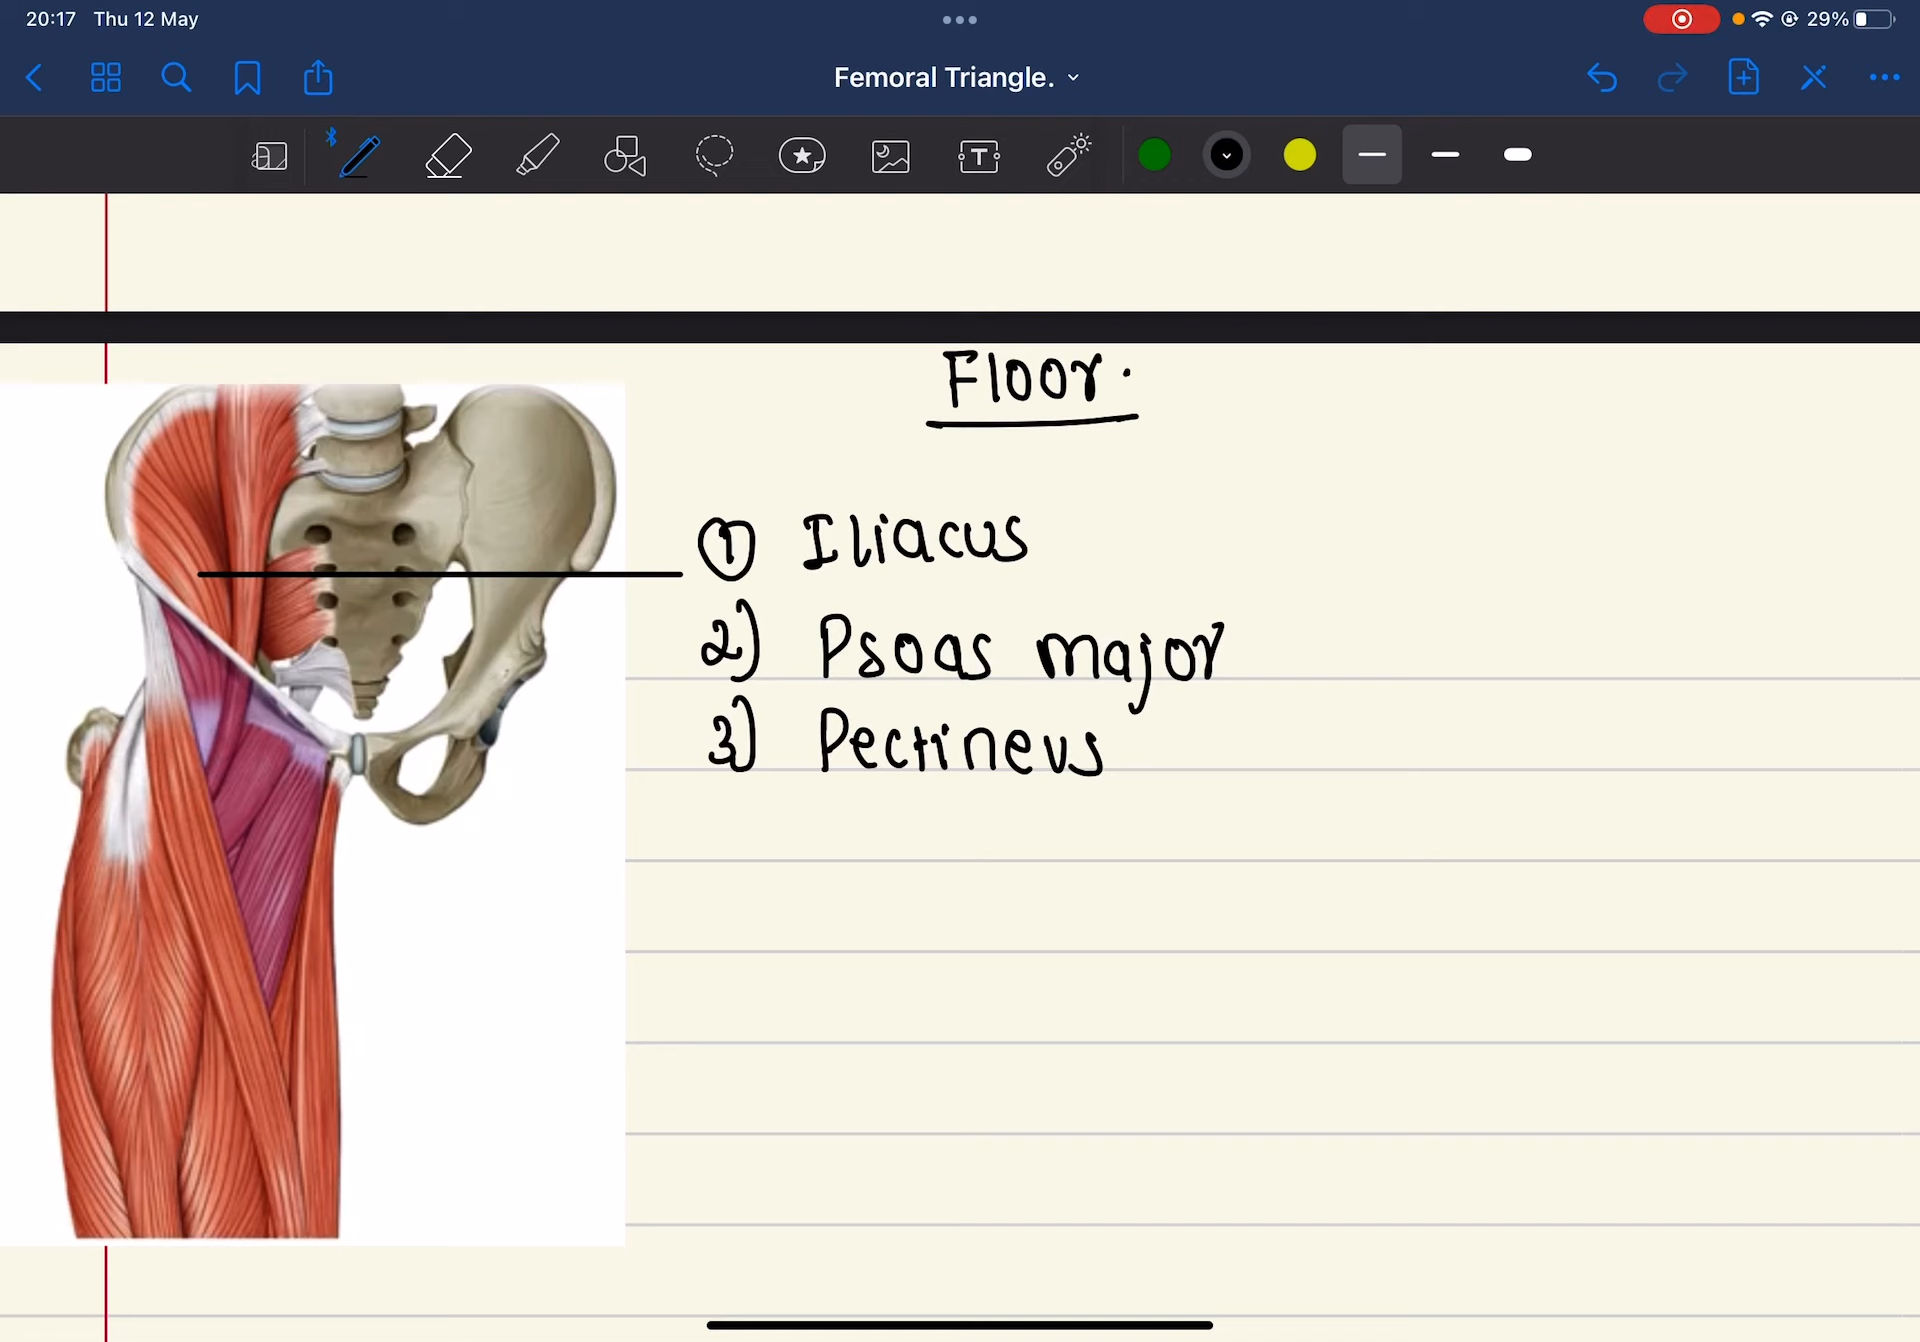 20:17 Thu 12 May
29%
Femoral Triangle.
T
Floor.
① Iliacus
2) Psoas major
3) Pectineus